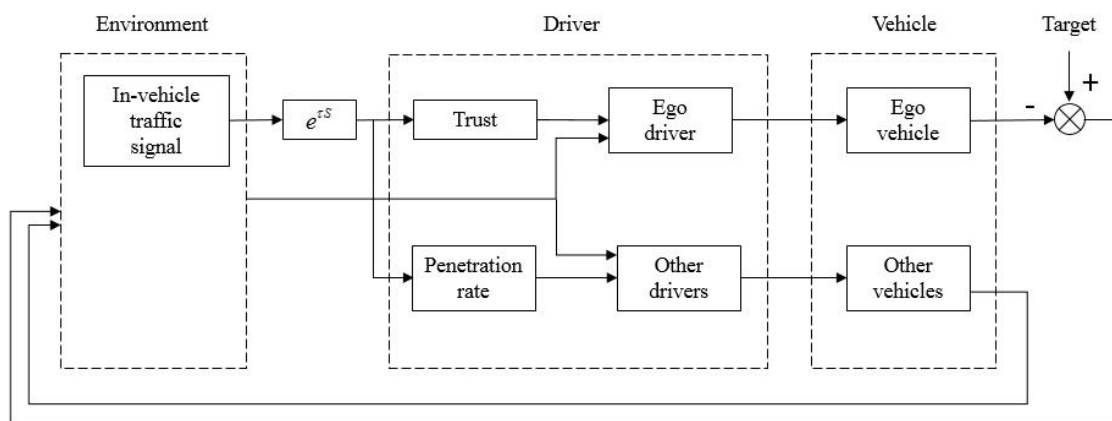 Environment
Driver
Vehicle
Target
In-vehicle
traffic
signal
e^{τS}
Trust
Ego
driver
Ego
vehicle
-
+
Penetration
rate
Other
drivers
Other
vehicles